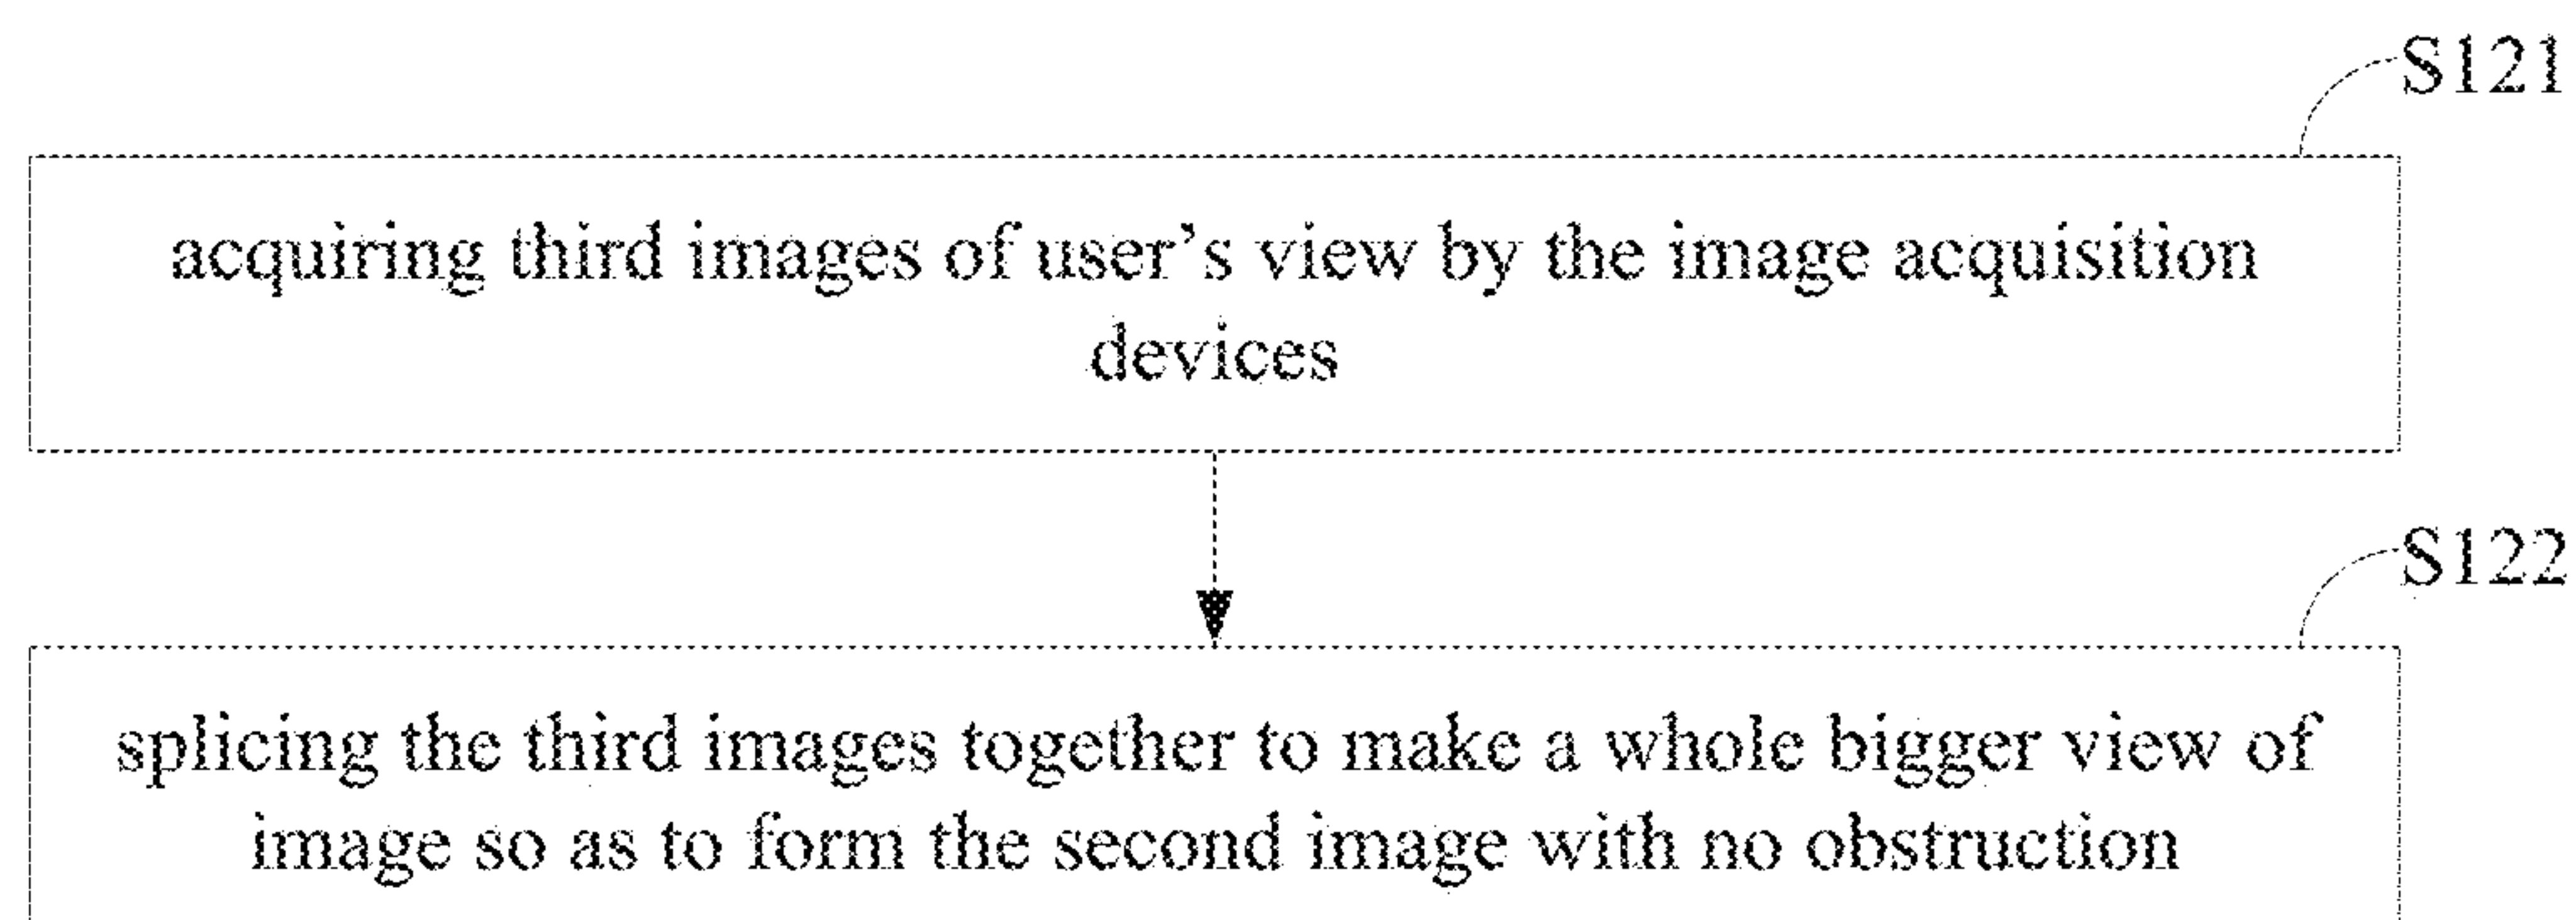 S121
acquiring third images of user’s view by the image acquisition
devices
S122
splicing the third images together to make a whole bigger view of
image so as to form the second image with no obstruction